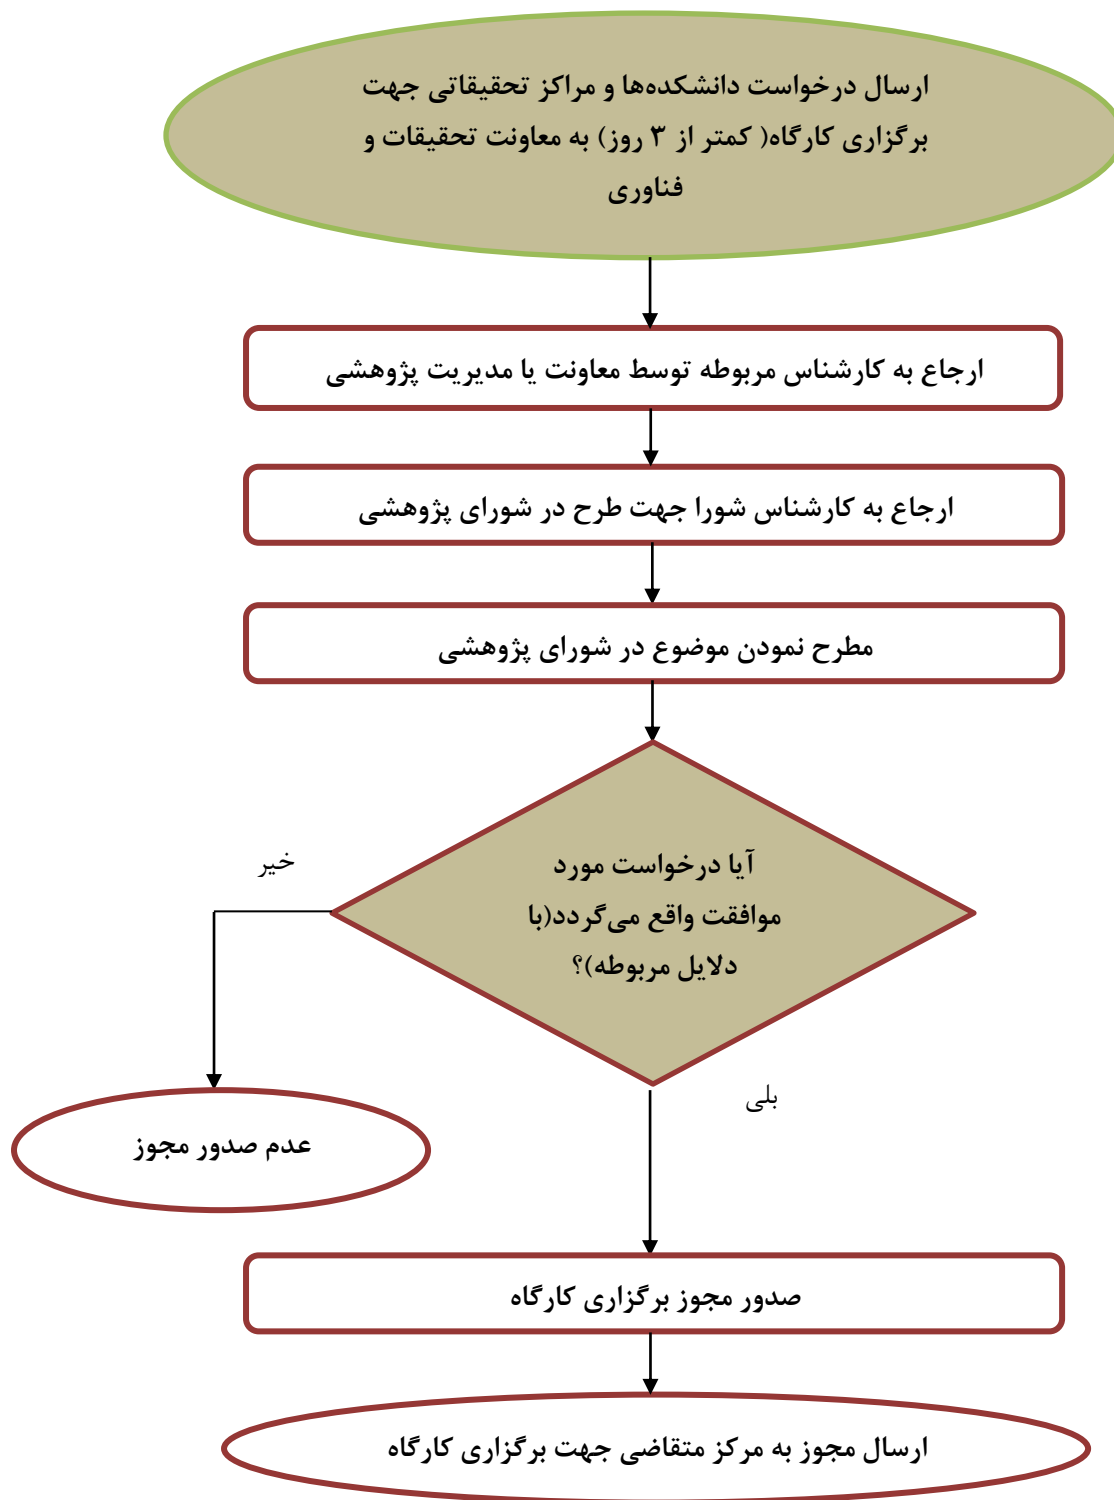 ارسال درخواست دانشکده‌ها و مراکز تحقیقاتی جهت
برگزاری کارگاه( کمتر از ۳ روز) به معاونت تحقیقات و
فناوری
ارجاع به کارشناس مربوطه توسط معاونت یا مدیریت پژوهشی
ارجاع به کارشناس شورا جهت طرح در شورای پژوهشی
مطرح نمودن موضوع در شورای پژوهشی
آیا درخواست مورد
موافقت واقع می‌گردد(با
دلایل مربوطه)؟
خیر
بلی
عدم صدور مجوز
صدور مجوز برگزاری کارگاه
ارسال مجوز به مرکز متقاضی جهت برگزاری کارگاه